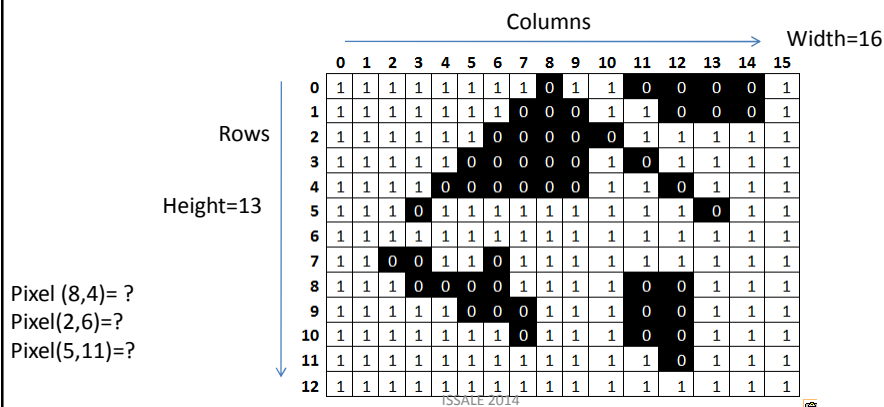 Columns
Width=16
0 1 2 3 4 5 6 7 8 9 10 11 12 13 14 15
0 1 1 1 1 1 1 1 1 0 1 1 0 0 0 0 1
1 1 1 1 1 1 1 1 0 0 0 1 1 0 0 0 1
Rows
2 1 1 1 1 1 1 0 0 0 0 0 1 1 1 1 1
3 1 1 1 1 1 0 0 0 0 0 1 0 1 1 1 1
4 1 1 1 1 0 0 0 0 0 0 1 1 0 1 1 1
Height=13
5 1 1 1 0 1 1 1 1 1 1 1 1 1 0 1 1
6 1 1 1 1 1 1 1 1 1 1 1 1 1 1 1 1
7 1 1 0 0 1 1 0 1 1 1 1 1 1 1 1 1
8 1 1 1 0 0 0 0 1 1 1 1 0 0 1 1 1
9 1 1 1 1 1 0 0 0 1 1 1 0 0 1 1 1
10 1 1 1 1 1 1 1 0 1 1 1 0 0 1 1 1
11 1 1 1 1 1 1 1 1 1 1 1 1 0 1 1 1
12 1 1 1 1 1 1 1 1 1 1 1 1 1 1 1 1
Pixel (8,4)= ?
Pixel(2,6)=?
Pixel(5,11)=?
ISSALE 2014